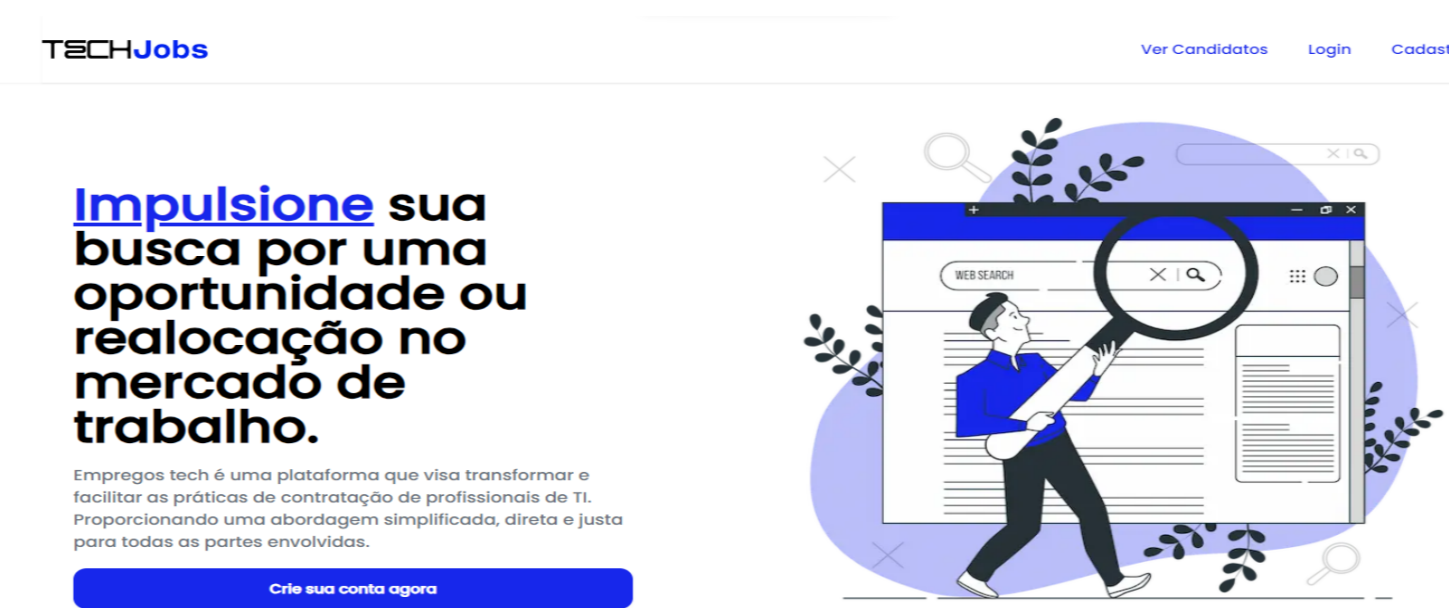 TECHJobs
Ver Candidatos
Login
Cadast
Impulsione sua
busca por uma
oportunidade ou
realocação no
mercado de
trabalho.
Empregos tech é uma plataforma que visa transformar e
facilitar as práticas de contratação de profissionais de TI.
Proporcionando uma abordagem simplificada, direta e justa
para todas as partes envolvidas.
Crie sua conta agora
WEB SEARCH